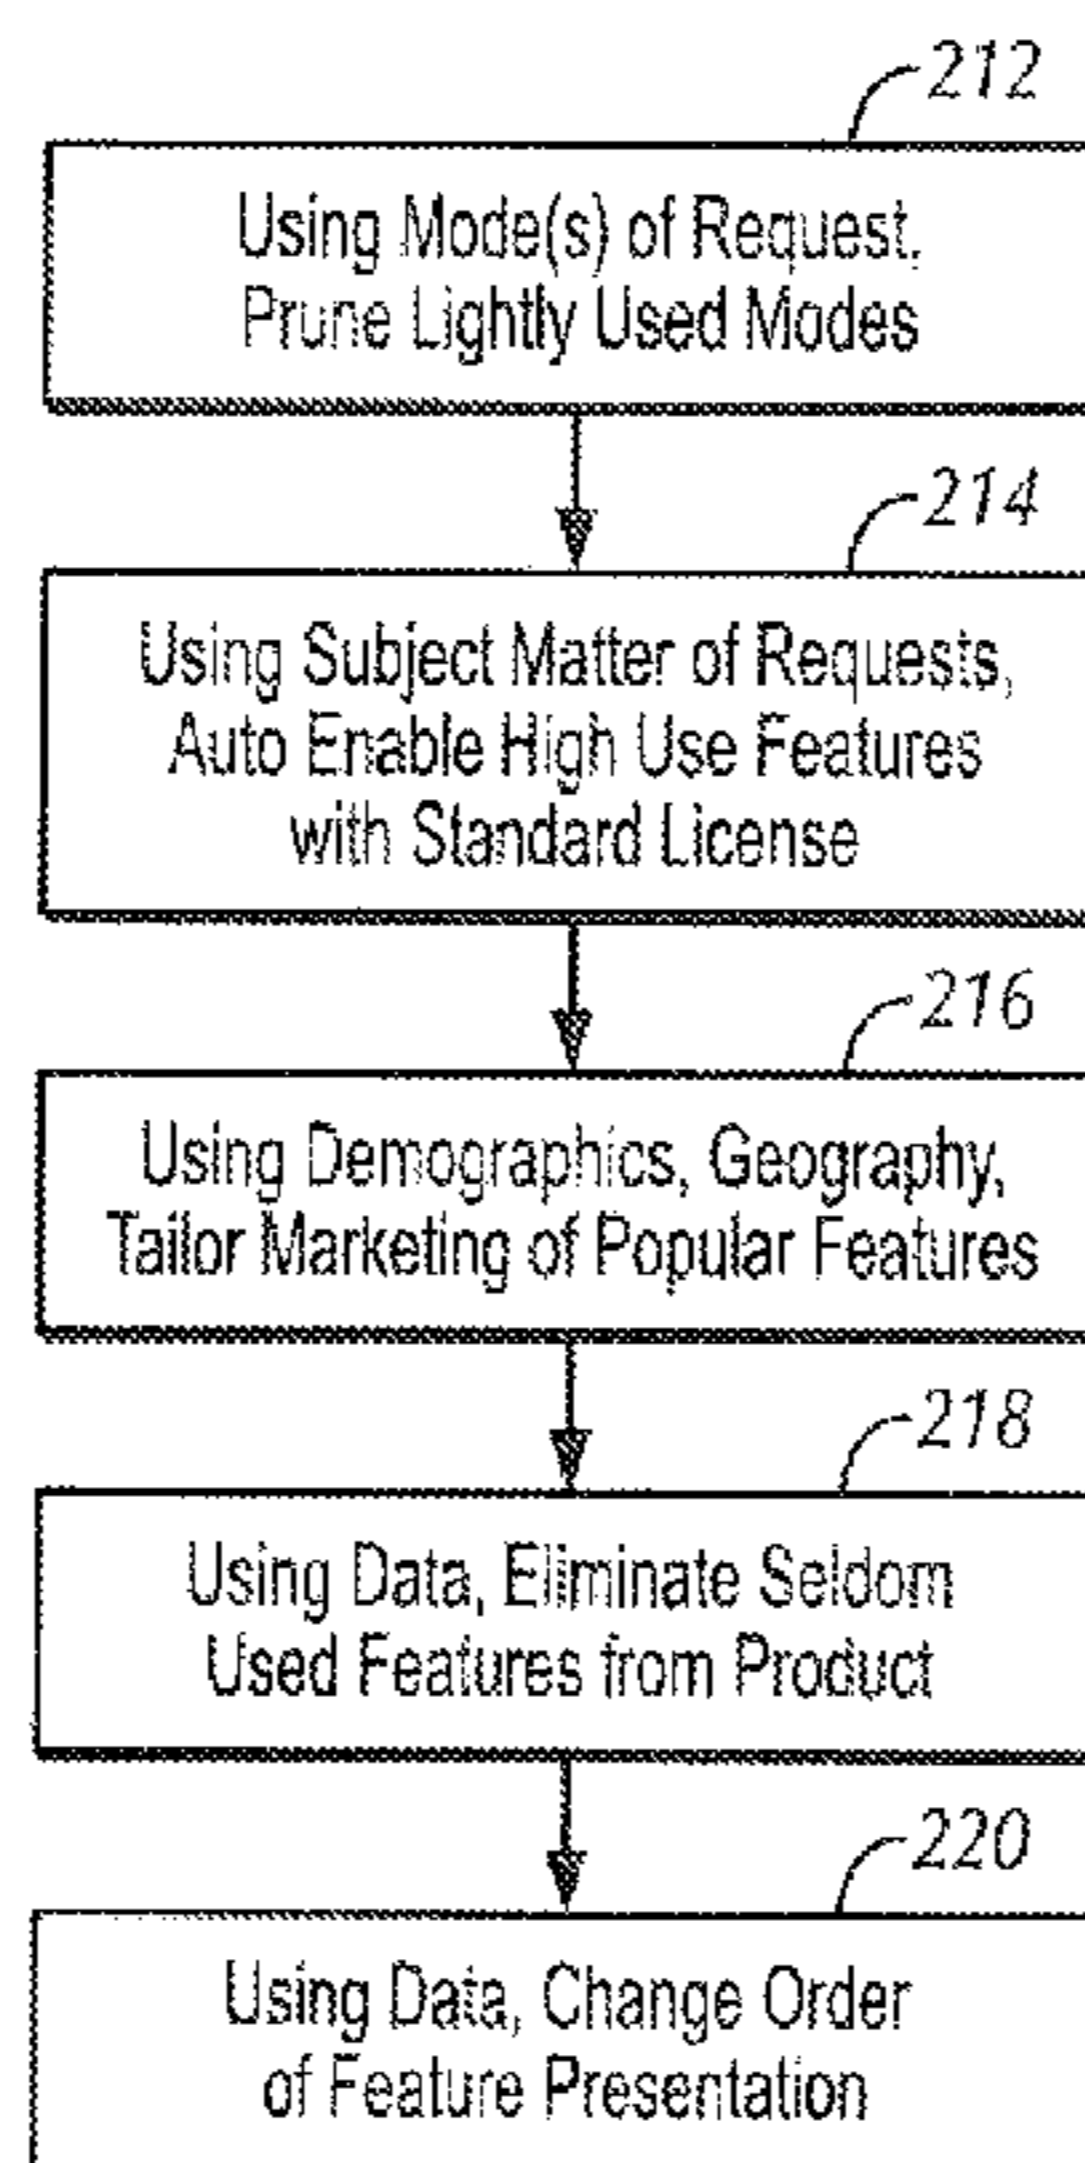 212
Using Mode(s) of Request,
Prune Lightly Used Modes
214
Using Subject Matter of Requests,
Auto Enable High Use Features
with Standard License
216
Using Demographics, Geography,
Tailor Marketing of Popular Features
218
Using Data, Eliminate Seldom
Used Features from Product
220
Using Data, Change Order
of Feature Presentation